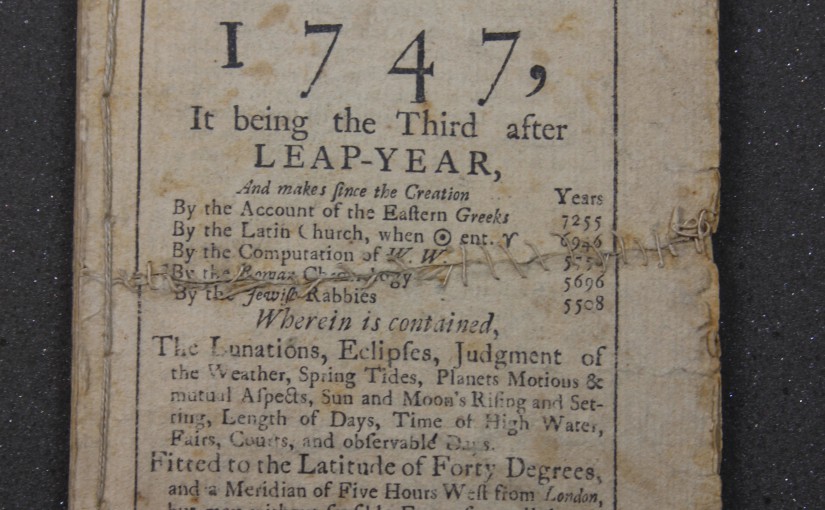 1747,
It being the Third after
LEAP-YEAR,
And makes ſince the Creation Years
By the Account of the Eaſtern Greeks 7255
By the Latin Church, when ☉ ent. ♈ 6946
By the Computation of W. W.
By the Roman Chronology 5696
By the Jewiſh Rabbies 5508
Wherein is contained,
The Lunations, Eclipſes, Judgment of
the Weather, Spring Tides, Planets Motions &
mutual Aſpects, Sun and Moon's Riſing and Set-
ting, Length of Days, Time of High Water,
Fairs, Courts, and obſervable Days.
Fitted to the Latitude of Forty Degrees,
and a Meridian of Five Hours Weſt from London,